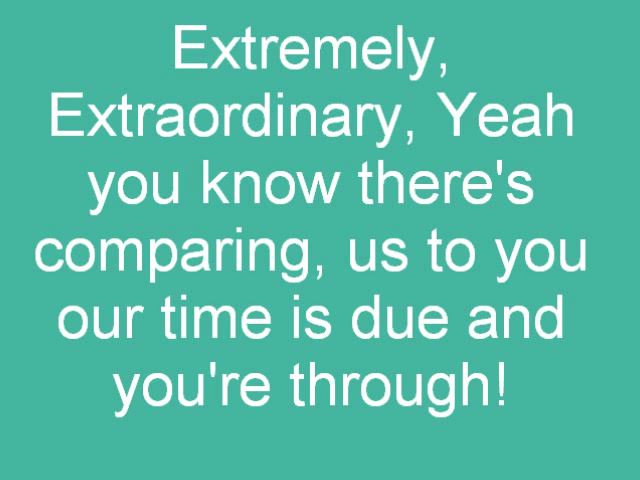 Extremely,
Extraordinary, Yeah
you know there's
comparing, us to you
our time is due and
you're through!